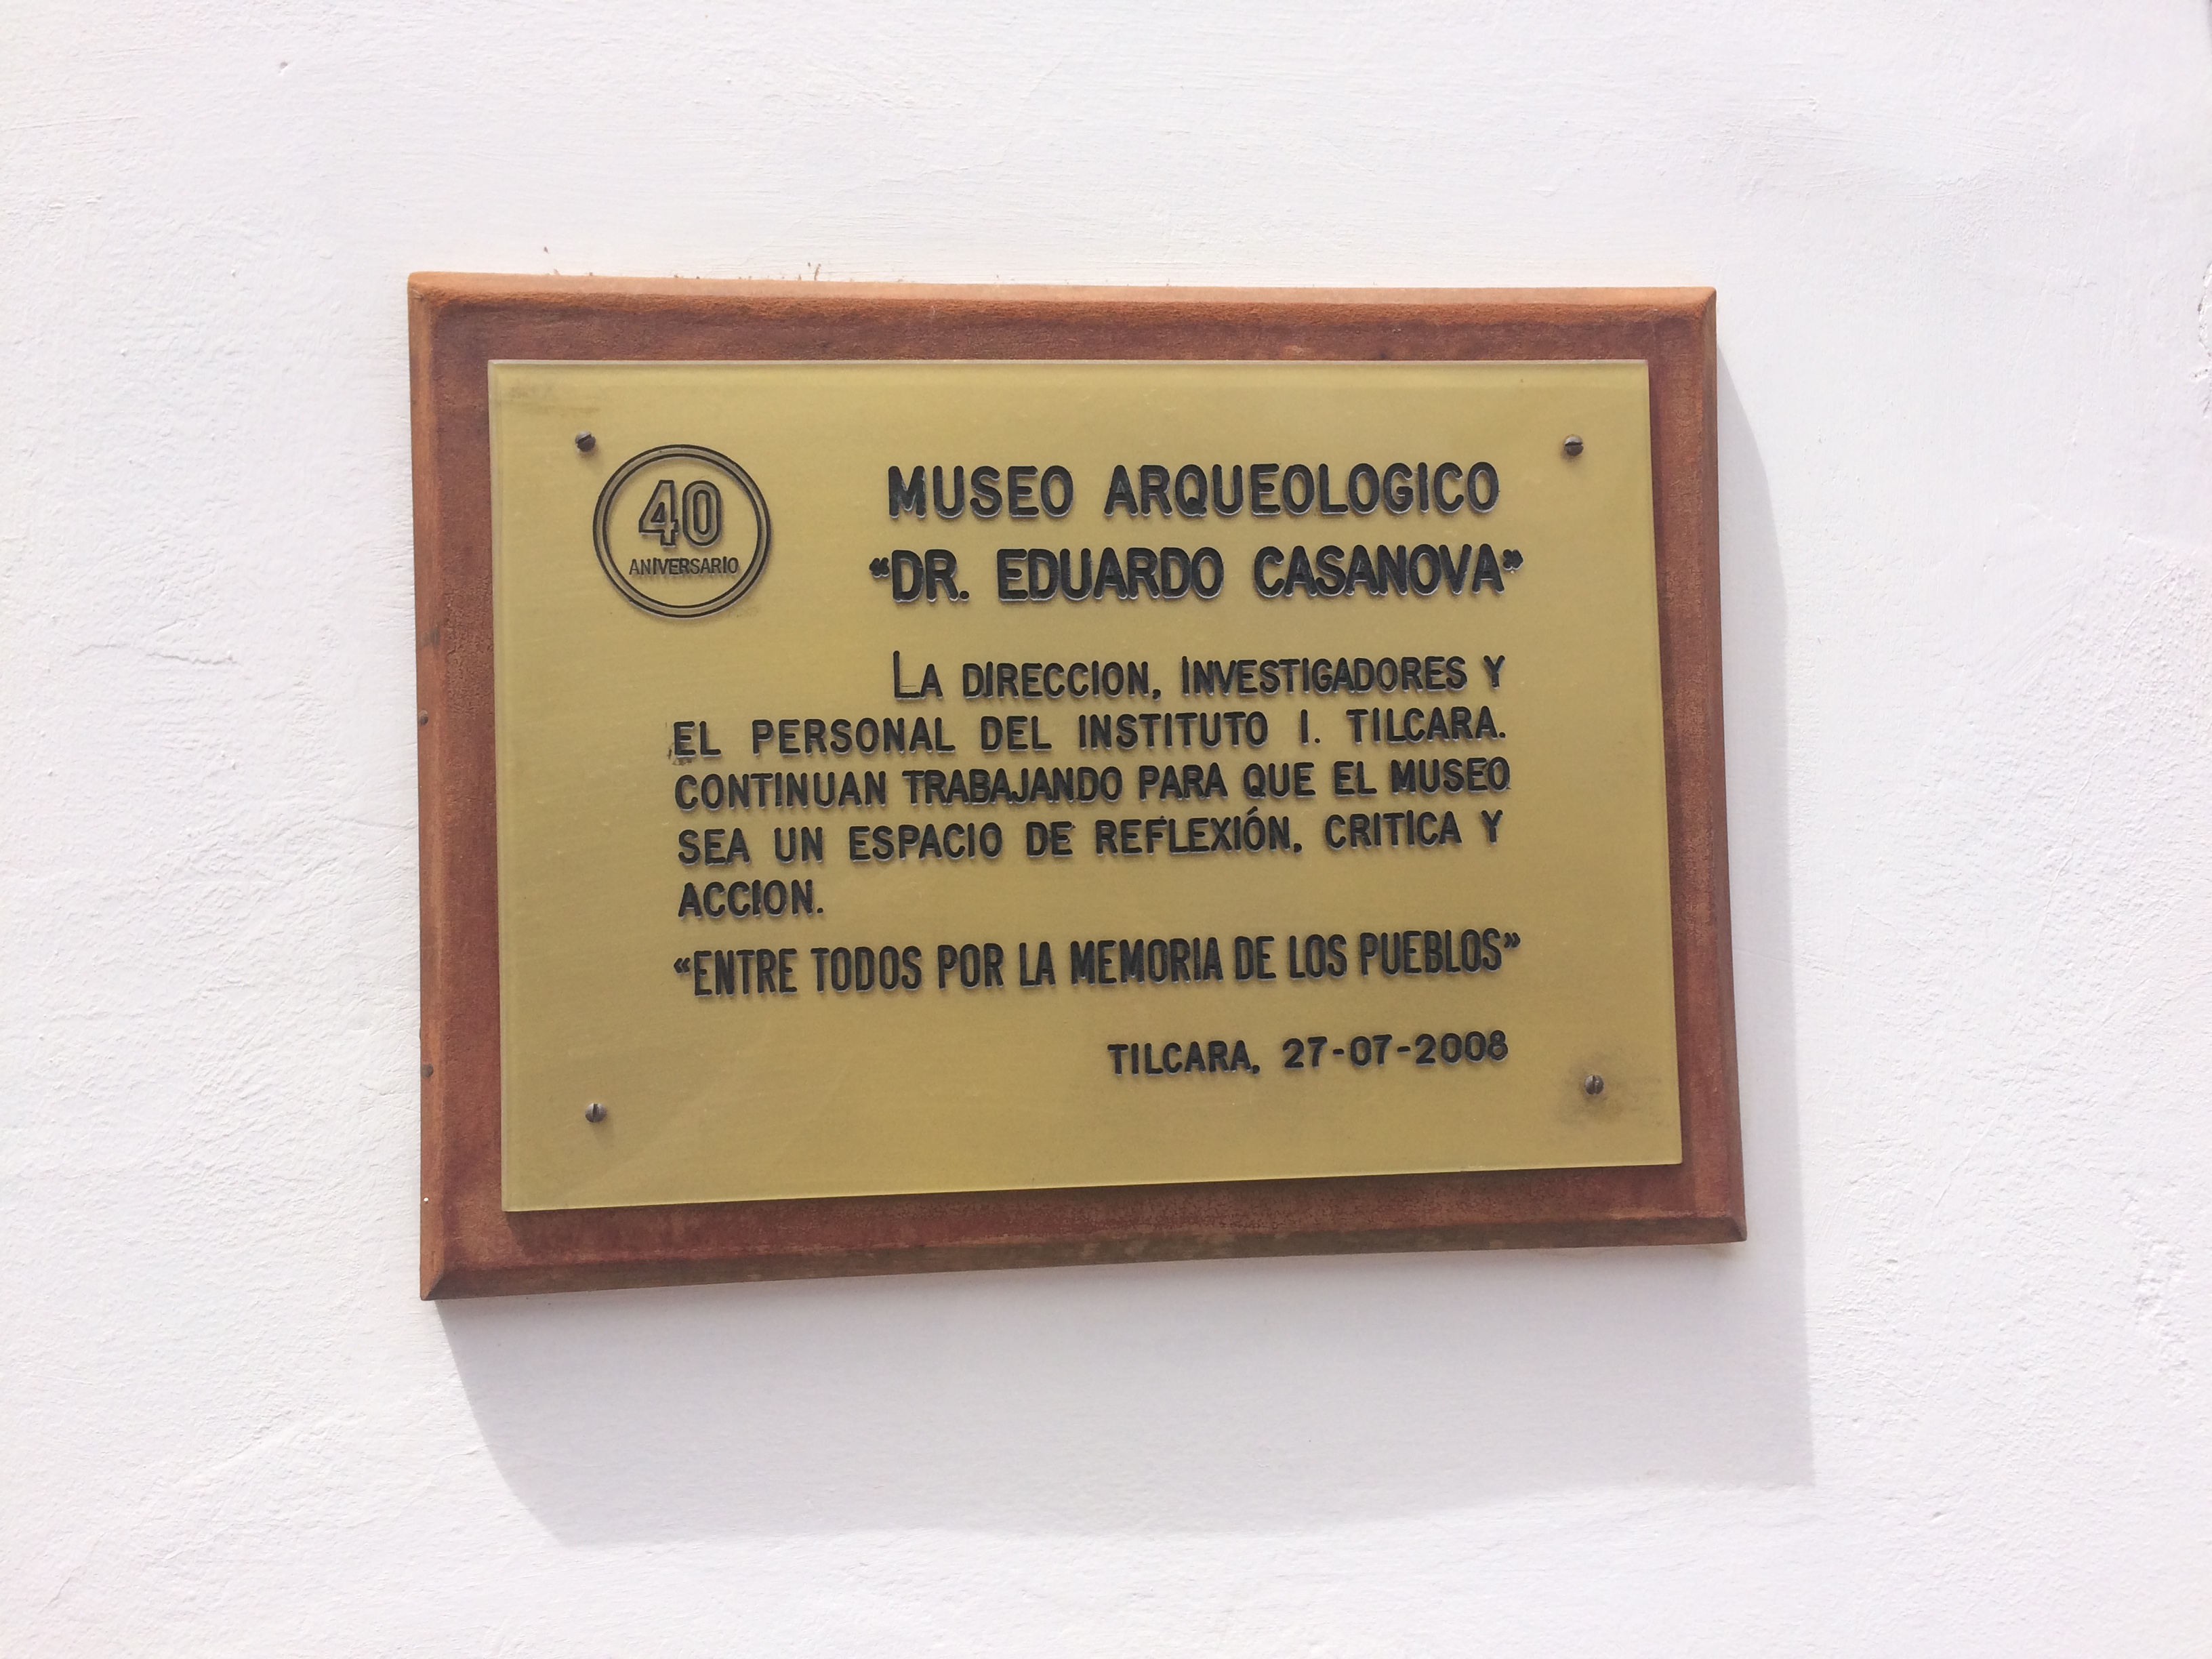 40
ANIVERSARIO
MUSEO ARQUEOLOGICO
“DR. EDUARDO CASANOVA”
LA DIRECCION, INVESTIGADORES Y
EL PERSONAL DEL INSTITUTO I. TILCARA.
CONTINUAN TRABAJANDO PARA QUE EL MUSEO
SEA UN ESPACIO DE REFLEXIÓN, CRITICA Y
ACCION.
“ENTRE TODOS POR LA MEMORIA DE LOS PUEBLOS”
TILCARA, 27-07-2008